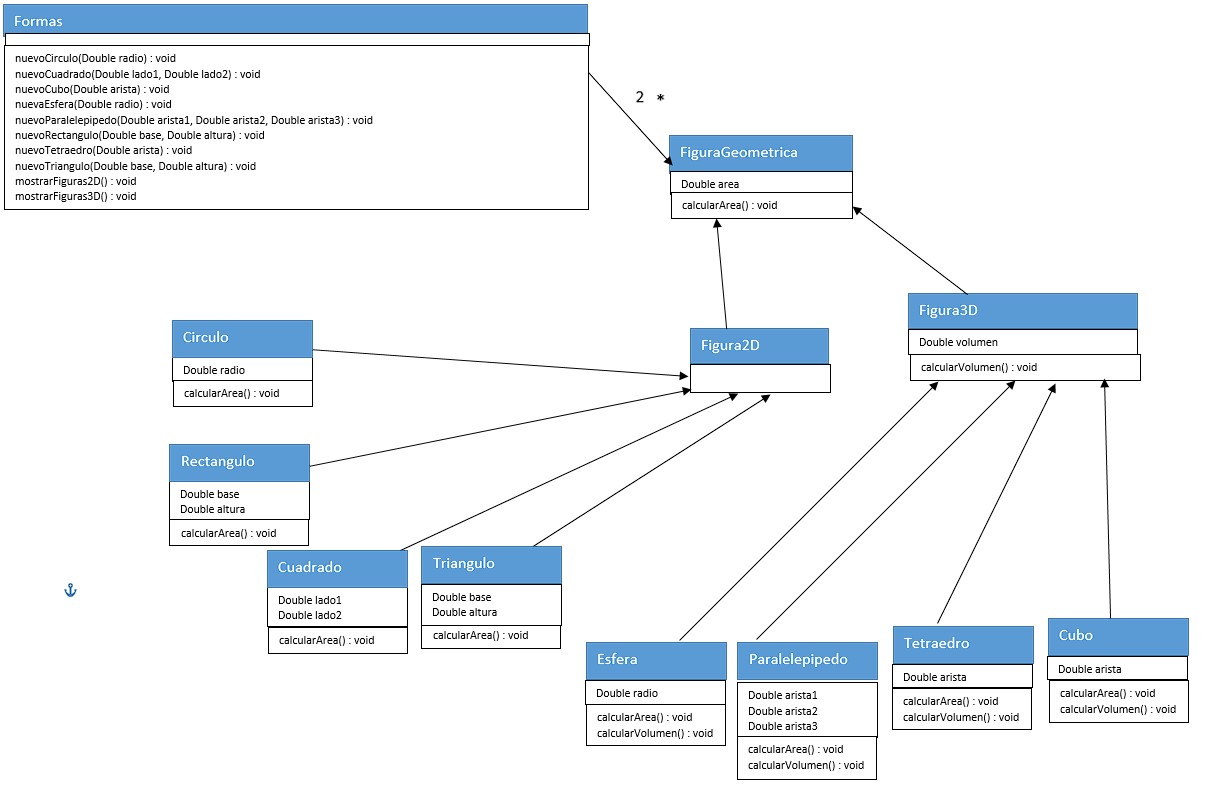 Formas
nuevoCirculo(Double radio) : void
nuevoCuadrado(Double lado1, Double lado2) : void
nuevoCubo(Double arista) : void
nuevaEsfera(Double radio) : void
nuevoParalelepipedo(Double arista1, Double arista2, Double arista3) : void
nuevoRectangulo(Double base, Double altura) : void
nuevoTetraedro(Double arista) : void
nuevoTriangulo(Double base, Double altura) : void
mostrarFiguras2D() : void
mostrarFiguras3D() : void
2 *
FiguraGeometrica
Double area
calcularArea() : void
Figura3D
Double volumen
calcularVolumen() : void
Figura2D
Circulo
Double radio
calcularArea() : void
Rectangulo
Double base
Double altura
calcularArea() : void
Cuadrado
Double lado1
Double lado2
calcularArea() : void
Triangulo
Double base
Double altura
calcularArea() : void
Esfera
Double radio
calcularArea() : void
calcularVolumen() : void
Paralelepipedo
Double arista1
Double arista2
Double arista3
calcularArea() : void
calcularVolumen() : void
Tetraedro
Double arista
calcularArea() : void
calcularVolumen() : void
Cubo
Double arista
calcularArea() : void
calcularVolumen() : void